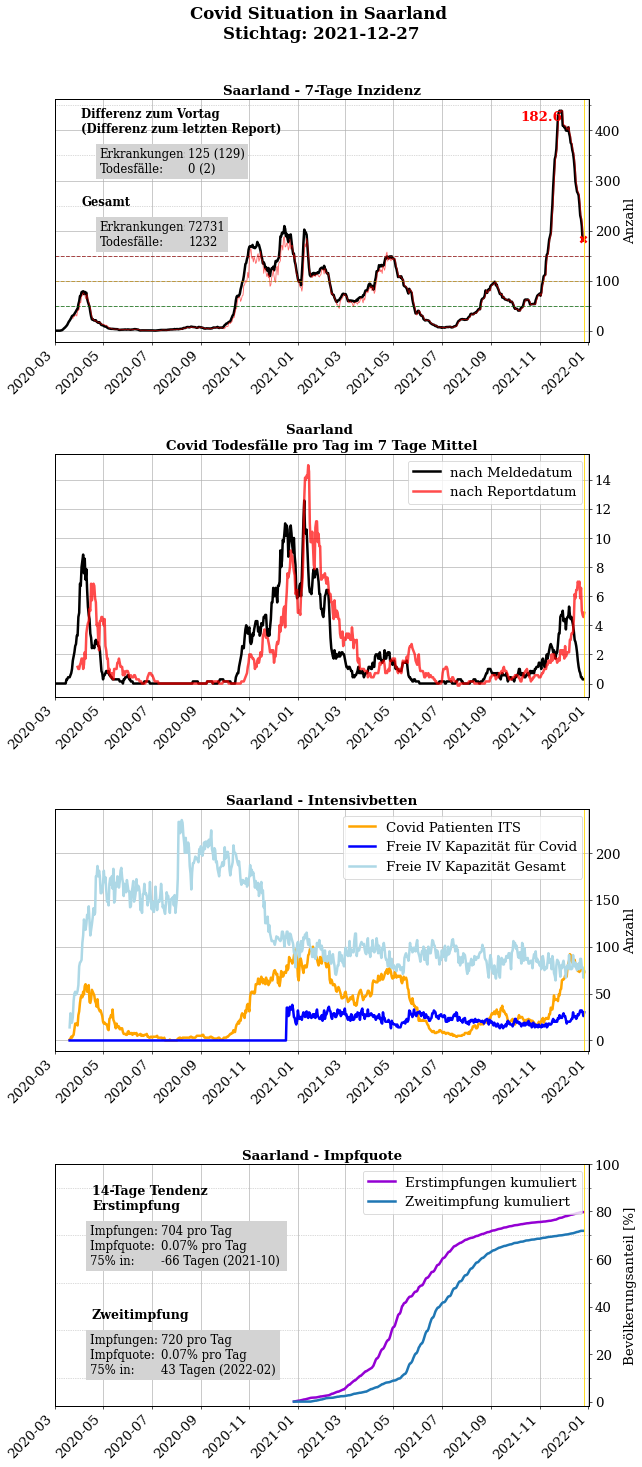 Covid Situation in Saarland
Stichtag: 2021-12-27
Saarland - 7-Tage Inzidenz
Differenz zum Vortag
(Differenz zum letzten Report)
Erkrankungen 125 (129)
Todesfälle: 0 (2)
Gesamt
Erkrankungen 72731
Todesfälle: 1232
182.0
400
300
200
100
0
Anzahl
2020-03
2020-05
2020-07
2020-09
2020-11
2021-01
2021-03
2021-05
2021-07
2021-09
2021-11
2022-01
Saarland
Covid Todesfälle pro Tag im 7 Tage Mittel
nach Meldedatum
nach Reportdatum
14
12
10
8
6
4
2
0
2020-03
2020-05
2020-07
2020-09
2020-11
2021-01
2021-03
2021-05
2021-07
2021-09
2021-11
2022-01
Saarland - Intensivbetten
Covid Patienten ITS
Freie IV Kapazität für Covid
Freie IV Kapazität Gesamt
200
150
100
50
0
Anzahl
2020-03
2020-05
2020-07
2020-09
2020-11
2021-01
2021-03
2021-05
2021-07
2021-09
2021-11
2022-01
Saarland - Impfquote
14-Tage Tendenz
Erstimpfung
Impfungen: 704 pro Tag
Impfquote: 0.07% pro Tag
75% in: -66 Tagen (2021-10)
Zweitimpfung
Impfungen: 720 pro Tag
Impfquote: 0.07% pro Tag
75% in: 43 Tagen (2022-02)
Erstimpfungen kumuliert
Zweitimpfung kumuliert
100
80
60
40
20
0
Bevölkerungsanteil [%]
2020-03
2020-05
2020-07
2020-09
2020-11
2021-01
2021-03
2021-05
2021-07
2021-09
2021-11
2022-01